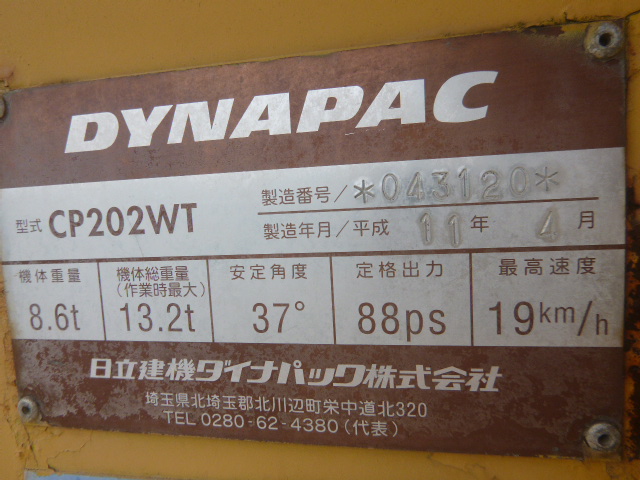 DYNAPAC
型式 CP202WT
製造番号/*043120*
製造年月/平成 11年 4月
機体重量 8.6t
機体総重量
(作業時最大)
13.2t
安定角度 37°
定格出力 88ps
最高速度 19km/h
日立建機ダイナパック株式会社
埼玉県北埼玉郡北川辺町栄中道北320
TEL 0280-62-4380 (代表)